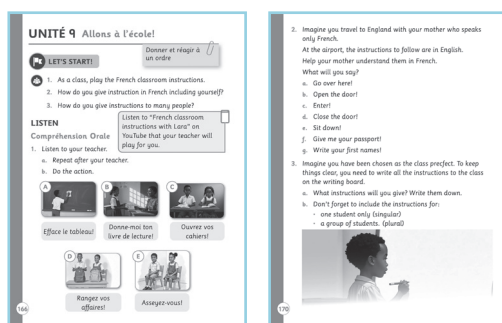 UNITÉ 9 Allons à l'école!
Donner et réagir à
un ordre
LET'S START!
1. As a class, play the French classroom instructions.
2. How do you give instruction in French including yourself?
3. How do you give instructions to many people?
LISTEN
Listen to "French classroom
instructions with Lara" on
YouTube that your teacher will
play for you.
Compréhension Orale
1. Listen to your teacher.
a. Repeat after your teacher.
b. Do the action.
A
B
C
Efface le tableau!
Donne-moi ton
livre de lecture!
Ouvrez vos
cahiers!
D
E
Rangez vos
affaires!
Asseyez-vous!
166
2. Imagine you travel to England with your mother who speaks
only French.
At the airport, the instructions to follow are in English.
Help your mother understand them in French.
What will you say?
a. Go over here!
b. Open the door!
c. Enter!
d. Close the door!
e. Sit down!
f. Give me your passport!
g. Write your first names!
3. Imagine you have been chosen as the class prefect. To keep
things clear, you need to write all the instructions to the class
on the writing board.
a. What instructions will you give? Write them down.
b. Don't forget to include the instructions for:
- one student only (singular)
- a group of students. (plural)
170